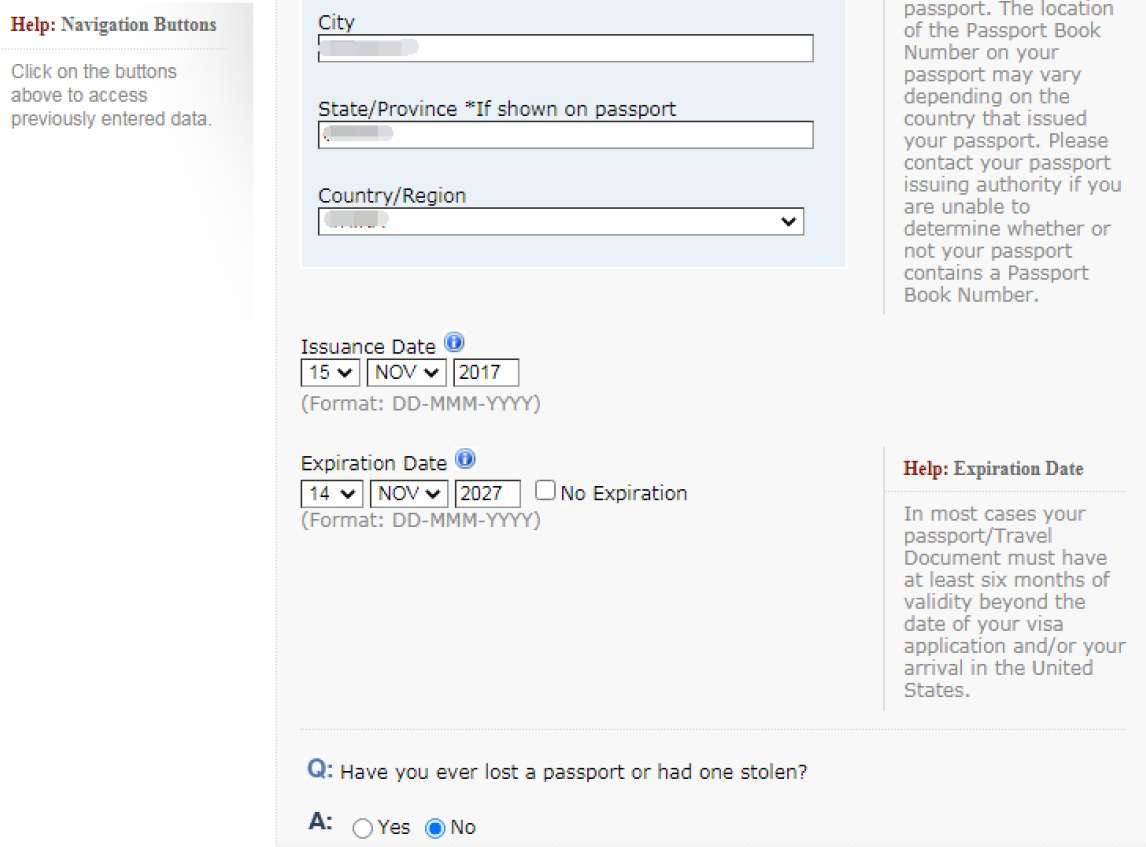 Help: Navigation Buttons
Click on the buttons
above to access
previously entered data.
City
State/Province *If shown on passport
Country/Region
passport. The location
of the Passport Book
Number on your
passport may vary
depending on the
country that issued
your passport. Please
contact your passport
issuing authority if you
are unable to
determine whether or
not your passport
contains a Passport
Book Number.
Issuance Date
15 NOV 2017
(Format: DD-MMM-YYYY)
Expiration Date
14 NOV 2027 No Expiration
(Format: DD-MMM-YYYY)
Help: Expiration Date
In most cases your
passport/Travel
Document must have
at least six months of
validity beyond the
date of your visa
application and/or your
arrival in the United
States.
Q: Have you ever lost a passport or had one stolen?
A: Yes No